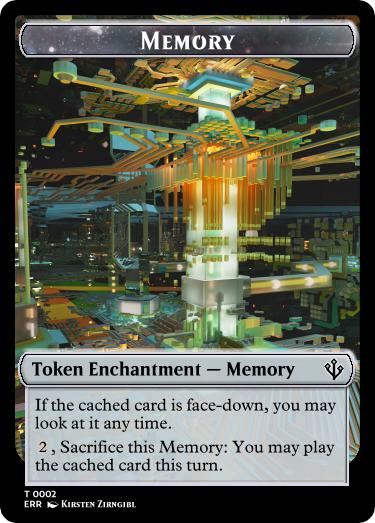 MEMORY
Token Enchantment — Memory
If the cached card is face-down, you may
look at it any time.
2 , Sacrifice this Memory: You may play
the cached card this turn.
T 0002
ERR KIRSTEN ZIRNGIBL